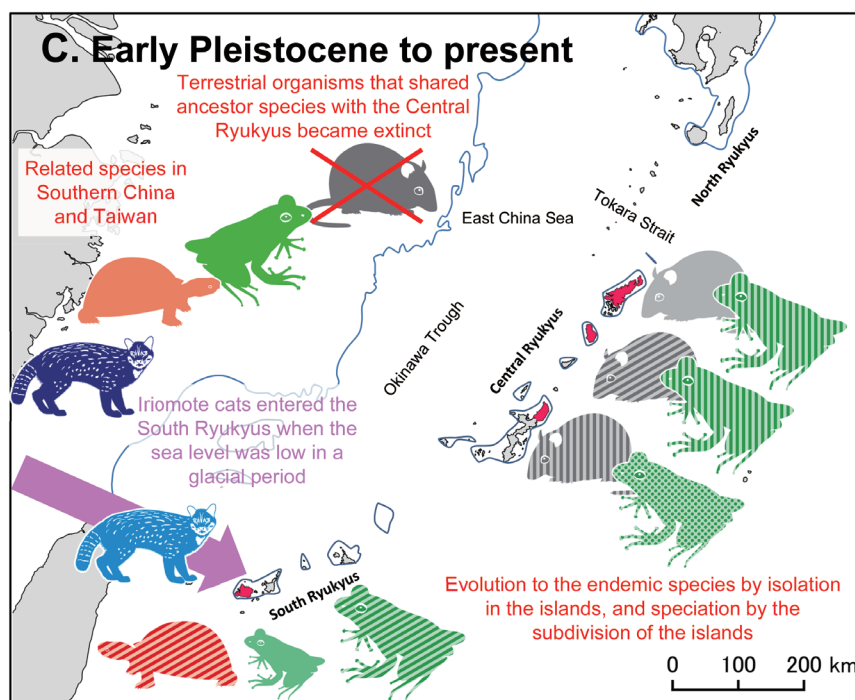 C. Early Pleistocene to present
Terrestrial organisms that shared
ancestor species with the Central
Ryukyus became extinct
Related species in
Southern China
and Taiwan
East China Sea
Tokara Strait
North Ryukyus
Okinawa Trough
Central Ryukyus
Iriomote cats entered the
South Ryukyus when the
sea level was low in a
glacial period
South Ryukyus
Evolution to the endemic species by isolation
in the islands, and speciation by the
subdivision of the islands
0 100 200 km